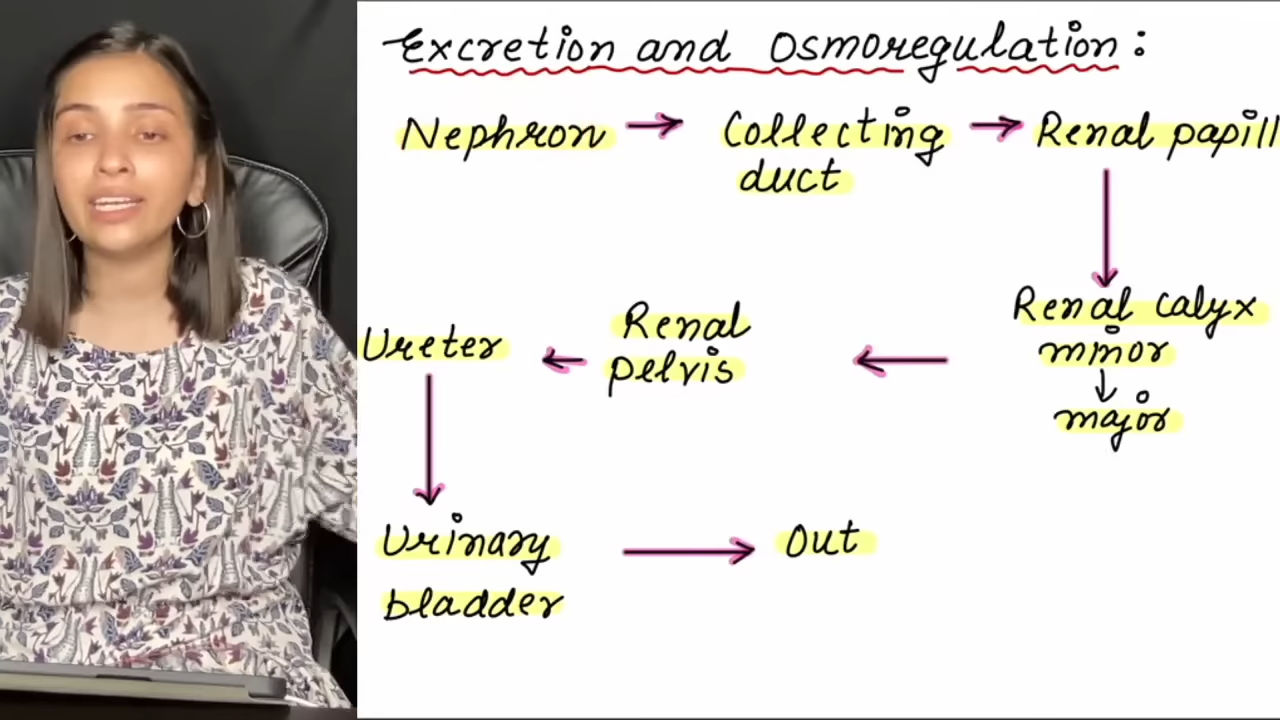 Excretion and Osmoregulation :
Nephron → Collecting duct → Renal papill
Renal calyx
minor
↓
major
←
Renal pelvis
←
Ureter
↓
Urinary bladder → Out